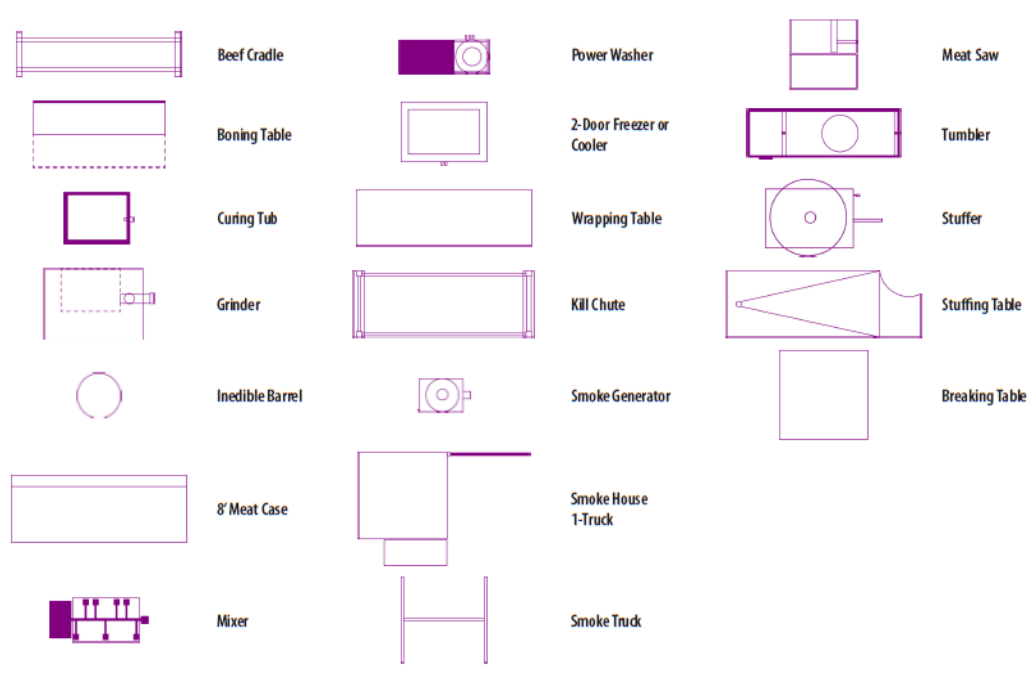 Beef Cradle
Boning Table
Curing Tub
Grinder
Inedible Barrel
8' Meat Case
Mixer
Power Washer
2-Door Freezer or
Cooler
Wrapping Table
Kill Chute
Smoke Generator
Smoke House
1-Truck
Smoke Truck
Meat Saw
Tumbler
Stuffer
Stuffing Table
Breaking Table